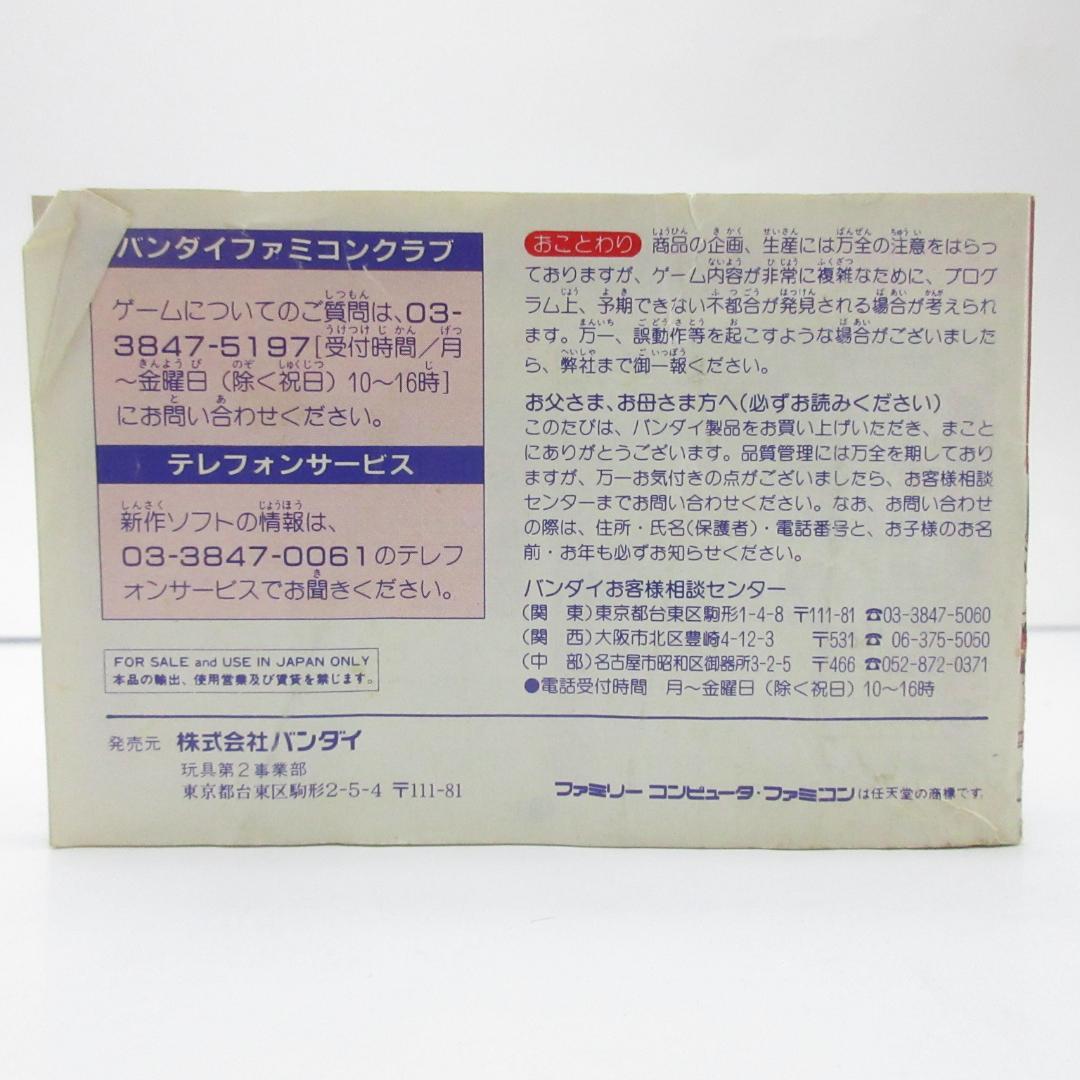 バンダイファミコンクラブ
ゲームについてのご質問は、03-
3847-5197[受付時間/月
~金曜日(除く祝日)10~16時]
にお問い合わせください。
テレフォンサービス
新作ソフトの情報は、
03-3847-0061のテレフ
ォンサービスでお聞きください。
FOR SALE and USE IN JAPAN ONLY
本品の輸出、使用営業及び賃貸を禁じます。
おことわり 商品の企画、生産には万全の注意をはらっ
ておりますが、ゲーム内容が非常に複雑なために、プログ
ラム上、予期できない不都合が発見される場合が考えられ
ます。万一、誤動作等を起こすような場合がございました
ら、弊社まで御一報ください。
お父さま、お母さま方へ(必ずお読みください)
このたびは、バンダイ製品をお買い上げいただき、まこと
にありがとうございます。品質管理には万全を期しており
ますが、万一お気付きの点がございましたら、お客様相談
センターまでお問い合わせください。なお、お問い合わせ
の際は、住所・氏名(保護者)・電話番号と、お子様のお名
前・お年も必ずお知らせください。
バンダイお客様相談センター
(関 東)東京都台東区駒形1-4-8 〒111-81 ☎03-3847-5060
(関 西)大阪市北区豊崎4-12-3 〒531 ☎ 06-375-5050
(中 部)名古屋市昭和区御器所3-2-5 〒466 ☎052-872-0371
●電話受付時間 月~金曜日(除く祝日)10~16時
発売元 株式会社バンダイ
玩具第2事業部
東京都台東区駒形2-5-4 〒111-81
ファミリーコンピュータ・ファミコンは任天堂の商標です。